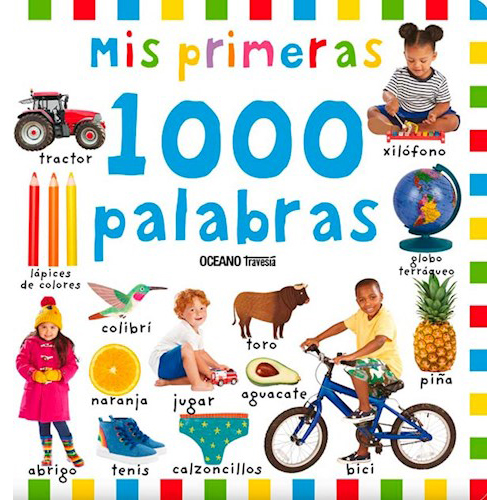 Mis primeras
1000
palabras
OCEANO Travesía
tractor
xilófono
lápices
de colores
globo
terráqueo
colibrí
toro
piña
naranja
jugar
aguacate
abrigo
tenis
calzoncillos
bici